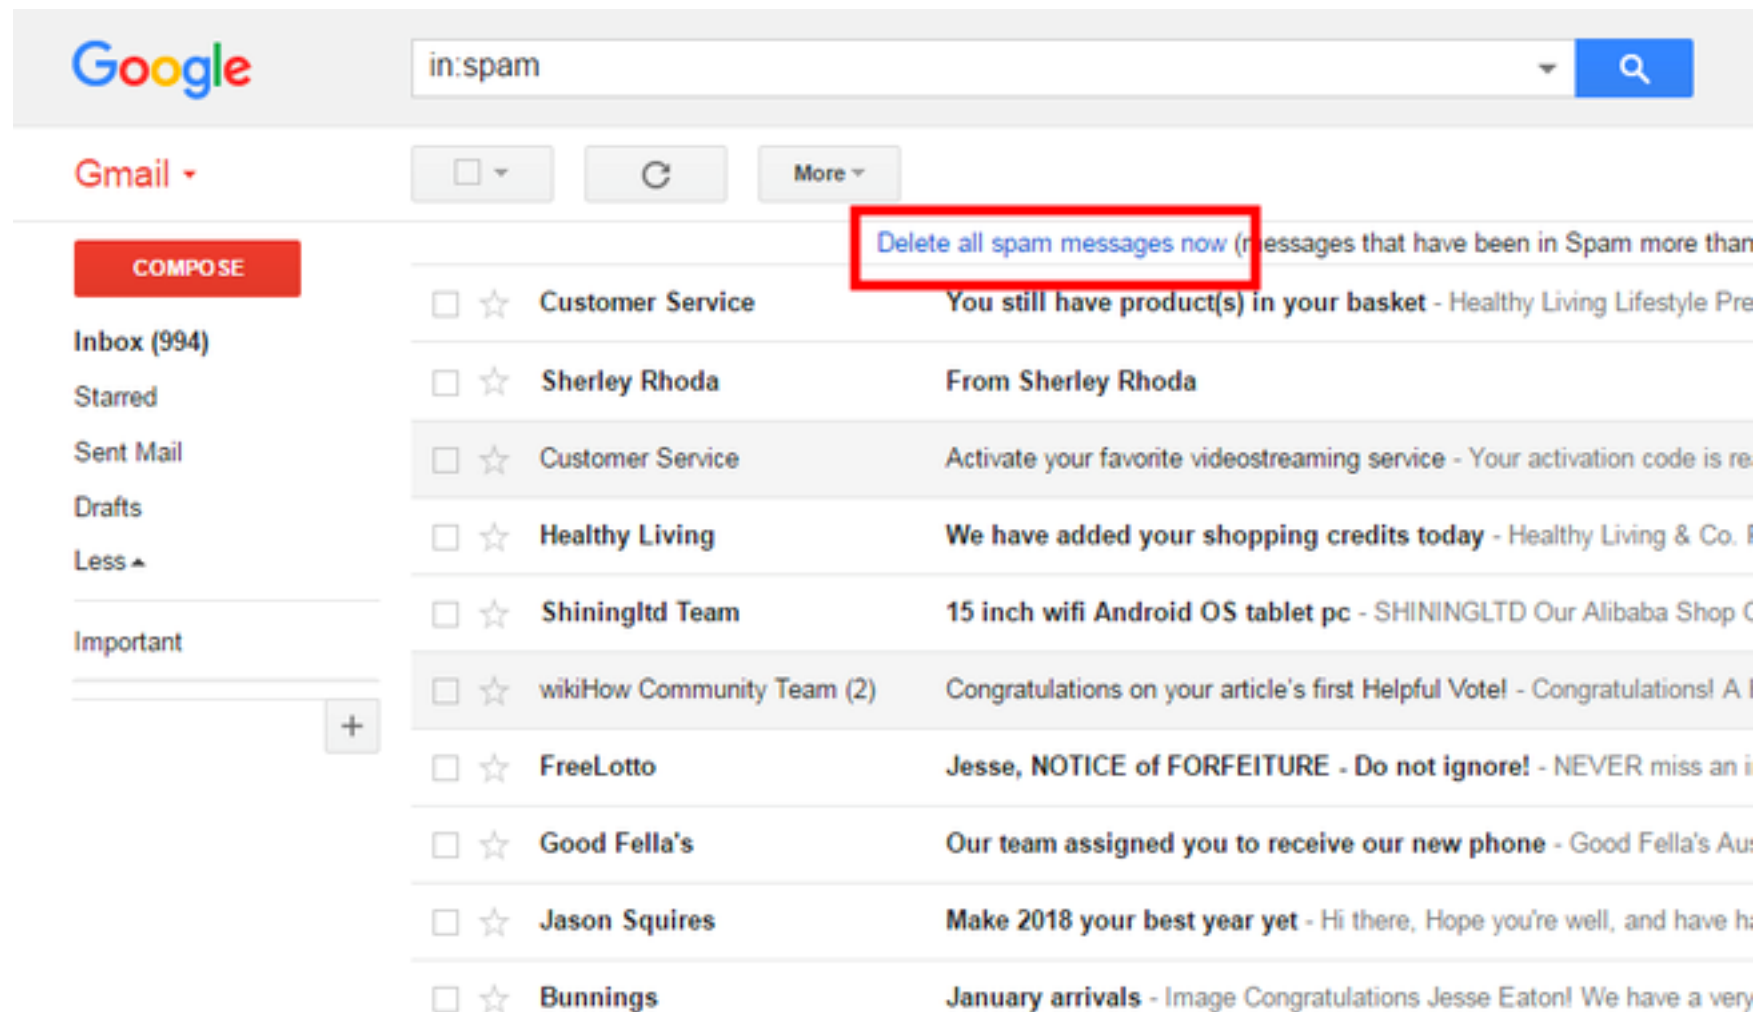 Google
in:spam
Gmail
More
Delete all spam messages now (messages that have been in Spam more than
COMPOSE
Customer Service You still have product(s) in your basket - Healthy Living Lifestyle Pre
Inbox (994)
Sherley Rhoda From Sherley Rhoda
Starred
Sent Mail
Customer Service Activate your favorite videostreaming service - Your activation code is re
Drafts
Healthy Living We have added your shopping credits today - Healthy Living & Co.
Less
Shiningltd Team 15 inch wifi Android OS tablet pc - SHININGLTD Our Alibaba Shop
Important
wikiHow Community Team (2) Congratulations on your article's first Helpful Vote! - Congratulations! A
FreeLotto Jesse, NOTICE of FORFEITURE - Do not ignore! - NEVER miss an
Good Fella's Our team assigned you to receive our new phone - Good Fella's Aus
Jason Squires Make 2018 your best year yet - Hi there, Hope you're well, and have ha
Bunnings January arrivals - Image Congratulations Jesse Eaton! We have a very